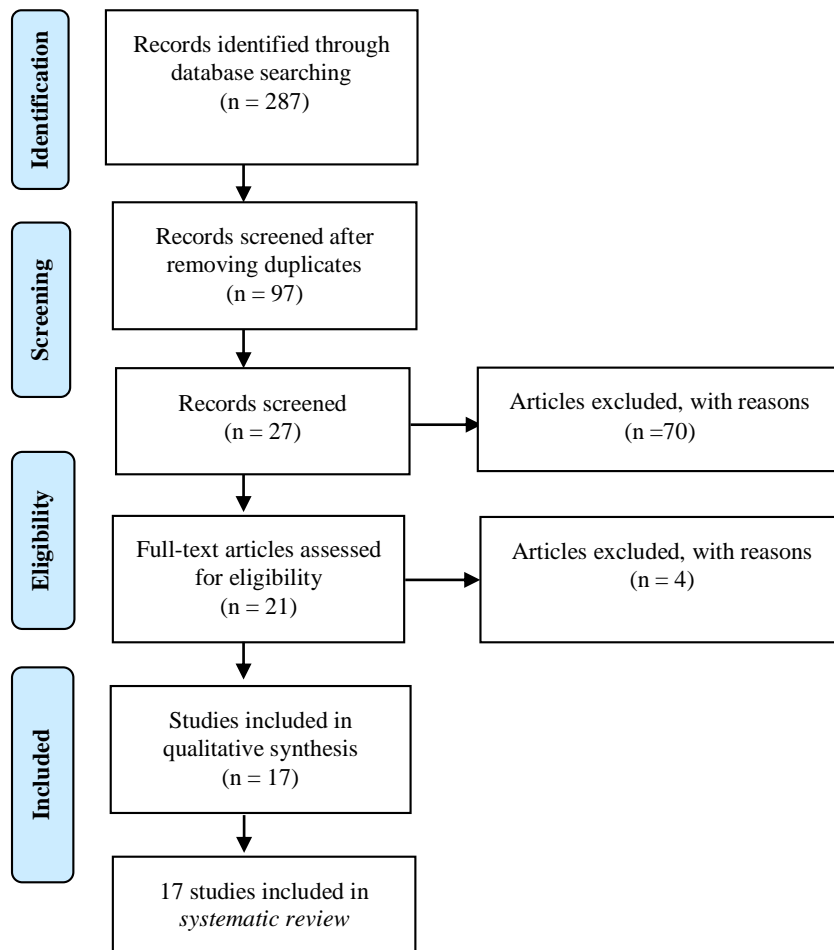 Identification
Records identified through
database searching
(n = 287)
Screening
Records screened after
removing duplicates
(n = 97)
Records screened
(n = 27)
Articles excluded, with reasons
(n =70)
Eligibility
Full-text articles assessed
for eligibility
(n = 21)
Articles excluded, with reasons
(n = 4)
Included
Studies included in
qualitative synthesis
(n = 17)
17 studies included in
systematic review